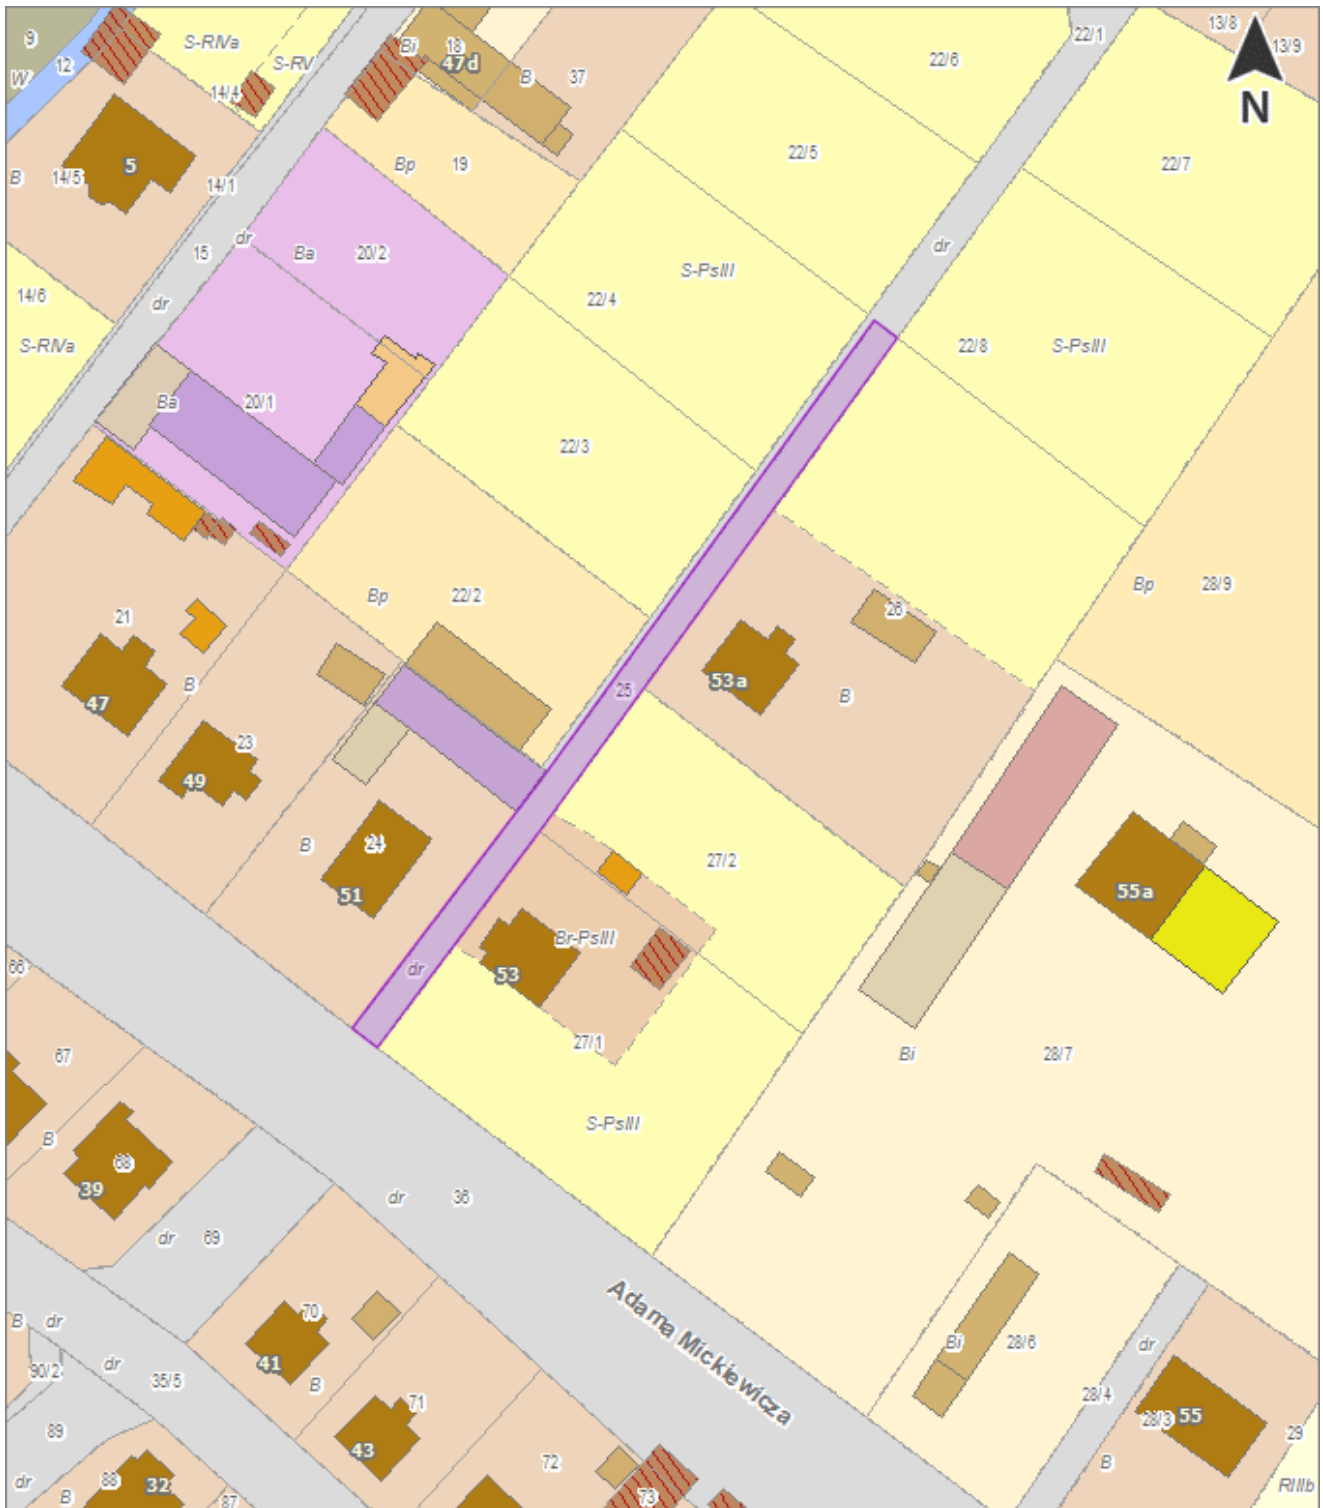 9
W
12
S-RIVa
S-RV
14/4
Bi
18
47d
B
37
22/6
22/1
13/8
13/9
N
B
14/5
5
14/1
Bp
19
22/5
22/7
15
dr
Ba
20/2
dr
S-PsIII
22/4
dr
14/6
S-RIVa
22/8
S-PsIII
Ba
20/1
22/3
21
Bp
22/2
26
Bp
28/9
B
47
25
53a
B
23
49
B
24
51
27/2
55a
Br-PsIII
dr
53
66
67
27/1
Bi
28/7
B
68
39
S-PsIII
dr
36
dr
69
Adama Mickiewicza
B
dr
70
41
dr
35/5
90/2
B
Bi
28/6
dr
71
43
28/4
28/3
55
89
29
72
B
dr
88
32
B
87
73
RIIIb